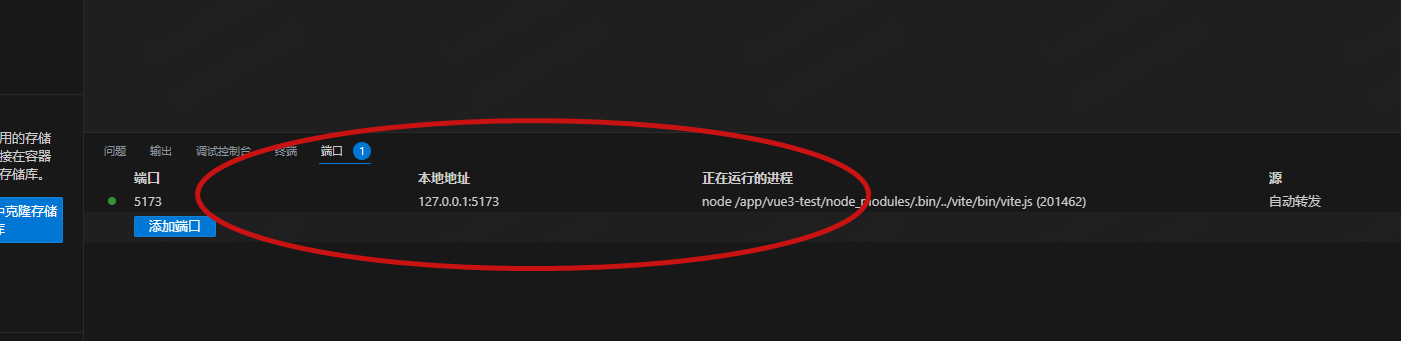 用的存储
接在容器
存储库。
中克隆存储
库
问题 输出 调试控制台 终端 端口 1
端口 本地地址 正在运行的进程 源
5173 127.0.0.1:5173 node /app/vue3-test/node_modules/.bin/../vite/bin/vite.js (201462) 自动转发
添加端口